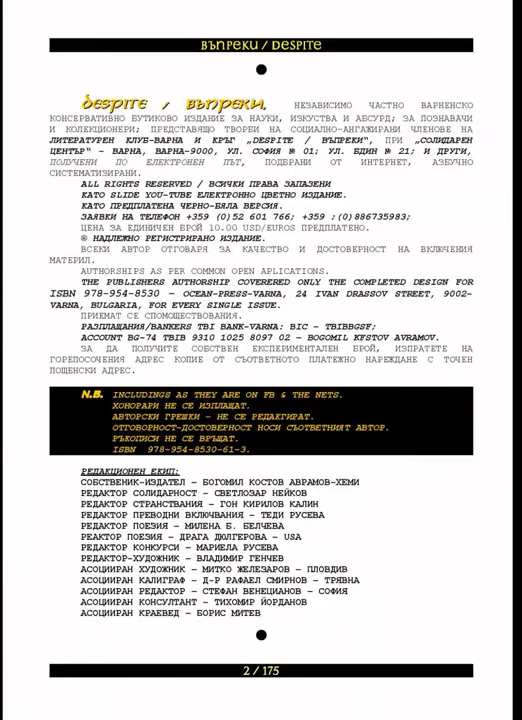 ВЪПРЕКИ / DESPITE
DESPITE / ВЪПРЕКИ, НЕЗАВИСИМО ЧАСТНО ВАРНЕНСКО
КОНСЕРВАТИВНО БУТИКОВО ИЗДАНИЕ ЗА НАУКИ, ИЗКУСТВА И АБСУРД; ЗА ПОЗНАВАЧИ
И КОЛЕКЦИОНЕРИ; ПРЕДСТАВЯЩО ТВОРБИ НА СОЦИАЛНО-АНГАЖИРАНИ ЧЛЕНОВЕ НА
ЛИТЕРАТУРЕН КЛУБ-ВАРНА И КРЪГ „DESPITE / ВЪПРЕКИ“, ПРИ „СОЛИДАРЕН
ЦЕНТЪР" - ВАРНА, ВАРНА-9000, УЛ. СОФИЯ № 01; УЛ. БДИН № 21; И ДРУГИ,
ПОЛУЧЕНИ ПО ЕЛЕКТРОНЕН ПЪТ, ПОДБРАНИ ОТ ИНТЕРНЕТ, АЗБУЧНО
СИСТЕМАТИЗИРАНИ.
ALL RIGHTS RESERVED / ВСИЧКИ ПРАВА ЗАПАЗЕНИ
КАТО SLIDE YOU-TUBE ЕЛЕКТРОННО ЦВЕТНО ИЗДАНИЕ.
КАТО ПРЕДПЛАТЕНА ЧЕРНО-БЯЛА ВЕРСИЯ.
ЗАЯВКИ НА ТЕЛЕФОН +359 (0)52 601 766; +359 ;(0)886735983;
ЦЕНА ЗА ЕДИНИЧЕН БРОЙ 10.00 USD/EUROS ПРЕДПЛАТЕНО.
® НАДЛЕЖНО РЕГИСТРИРАНО ИЗДАНИЕ.
ВСЕКИ АВТОР ОТГОВАРЯ ЗА КАЧЕСТВО И ДОСТОВЕРНОСТ НА ВКЛЮЧЕНИЯ
МАТЕРИЛ.
AUTHORSHIPS AS PER COMMON OPEN APLICATIONS.
THE PUBLISHERS AUTHORSHIP COVERERED ONLY THE COMPLETED DESIGN FOR
ISBN 978-954-8530 – OCEAN-PRESS-VARNA, 24 IVAN DRASSOV STREET, 9002-
VARNA, BULGARIA, FOR EVERY SINGLE ISSUE.
ПРИЕМАТ СЕ СПОМОЩЕСТВОВАНИЯ.
РАЗПЛАЩАНИЯ/BANKERS TBI BANK-VARNA: BIC – TBIBBGSF;
ACCOUNT BG-74 TBIB 9310 1025 8097 02 – BOGOMIL KFSTOV AVRAMOV.
ЗА ДА ПОЛУЧИТЕ СОБСТВЕН ЕКСПЕРИМЕНТАЛЕН БРОЙ, ИЗПРАТЕТЕ НА
ГОРЕПОСОЧЕНИЯ АДРЕС КОПИЕ ОТ СЪОТВЕТНОТО ПЛАТЕЖНО НАРЕЖДАНЕ С ТОЧЕН
ПОЩЕНСКИ АДРЕС.
N.B. INCLUDINGS AS THEY ARE ON FB & THE NETS.
ХОНОРАРИ НЕ СЕ ИЗПЛАЩАТ.
АВТОРСКИ ГРЕШКИ – НЕ СЕ РЕДАКГИРАТ.
ОТГОВОРНОСТ-ДОСТОВЕРНОСТ НОСИ СЪОТВЕТНИЯТ АВТОР.
РЪКОПИСИ НЕ СЕ ВРЪЩАТ.
ISBN 978-954-8530-61-3.
РЕДАКЦИОНЕН ЕКИП:
СОБСТВЕНИК-ИЗДАТЕЛ – БОГОМИЛ КОСТОВ АВРАМОВ-ХЕМИ
РЕДАКТОР СОЛИДАРНОСТ – СВЕТЛОЗАР НЕЙКОВ
РЕДАКТОР СТРАНСТВАНИЯ – ГОН КИРИЛОВ КАЛИН
РЕДАКТОР ПРЕВОДНИ ВКЛЮЧВАНИЯ – ТЕДИ РУСЕВА
РЕДАКТОР ПОЕЗИЯ – МИЛЕНА Б. БЕЛЧЕВА
РЕАКТОР ПОЕЗИЯ – ДРАГА ДЮЛГЕРОВА – USA
РЕДАКТОР КОНКУРСИ – МАРИЕЛА РУСЕВА
РЕДАКТОР-ХУДОЖНИК – ВЛАДИМИР ГЕНЧЕВ
АСОЦИИРАН ХУДОЖНИК – МИТКО ЖЕЛЕЗАРОВ – ПЛОВДИВ
АСОЦИИРАН КАЛИГРАФ – Д-Р РАФАЕЛ СМИРНОВ – ТРЯВНА
АСОЦИИРАН РЕДАКТОР – СТЕФАН ВЕНЕЦИАНОВ – СОФИЯ
АСОЦИИРАН КОНСУЛТАНТ – ТИХОМИР ЙОРДАНОВ
АСОЦИИРАН КРАЕВЕД – БОРИС МИТЕВ
2 / 175